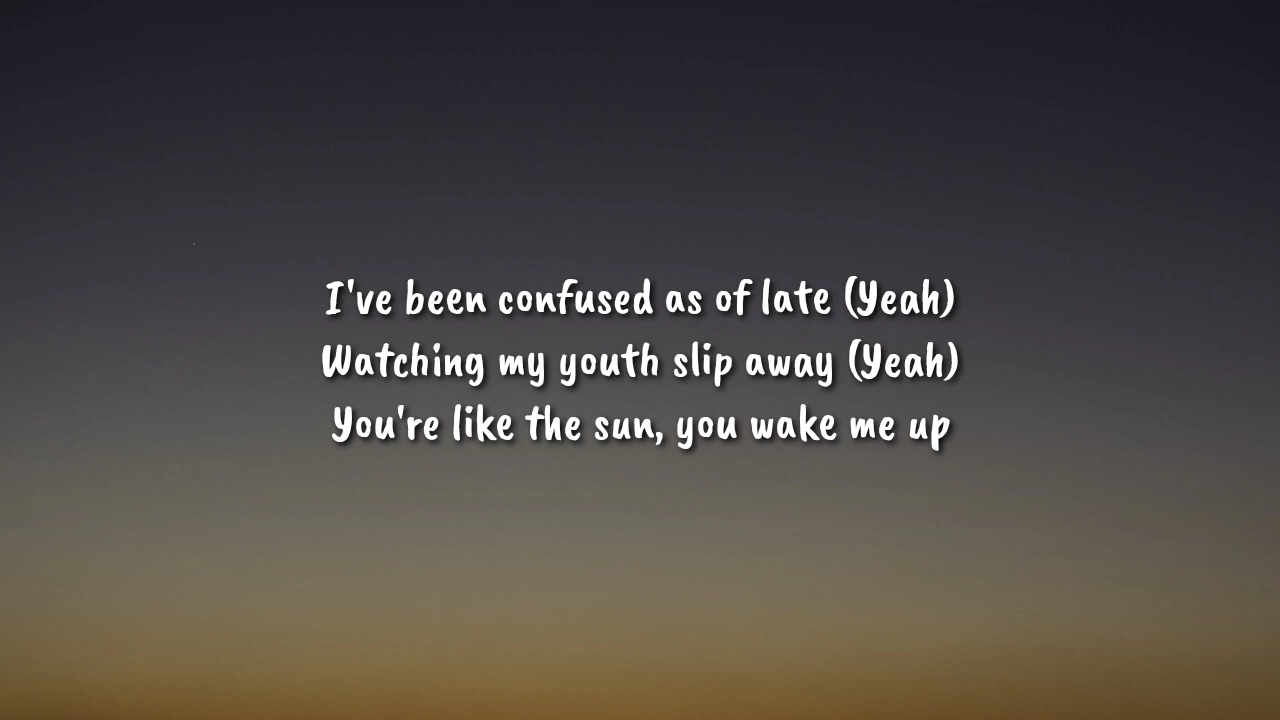 I've been confused as of late (Yeah)
Watching my youth slip away (Yeah)
You're like the sun, you wake me up